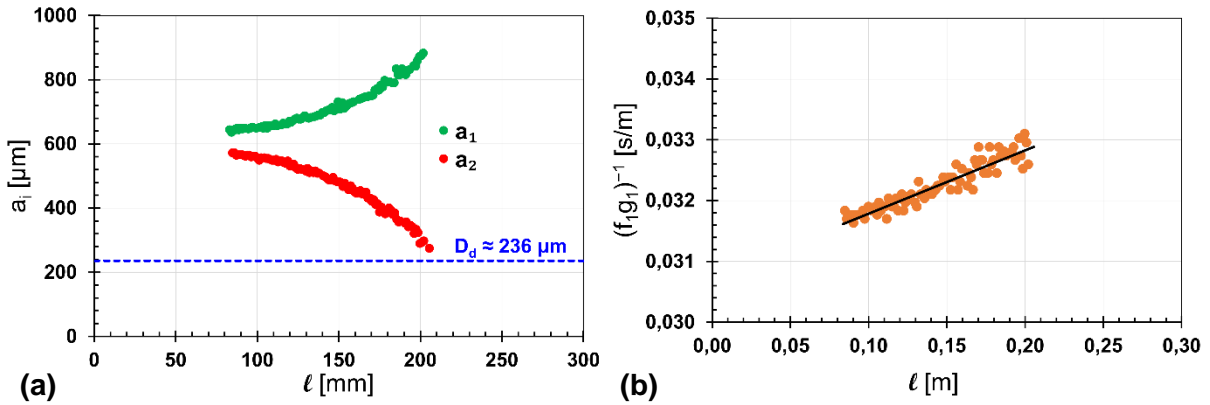 1000
800
600
400
200
0
aᵢ [µm]
a₁
a₂
D_d ≈ 236 µm
0 50 100 150 200 250 300
ℓ [mm]
(a)
0,035
0,034
0,033
0,032
0,031
0,030
(f₁g₁)⁻¹ [s/m]
0,00 0,05 0,10 0,15 0,20 0,25 0,30
ℓ [m]
(b)